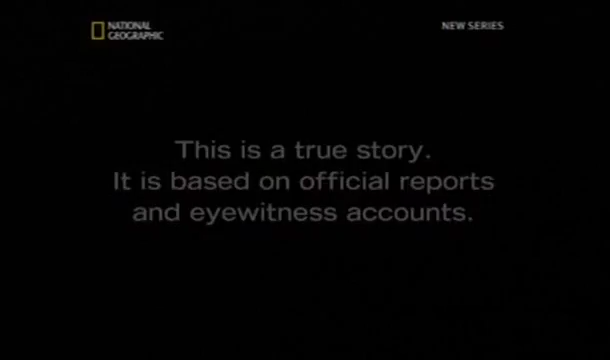 NATIONAL
GEOGRAPHIC
NEW SERIES
This is a true story.
It is based on official reports
and eyewitness accounts.